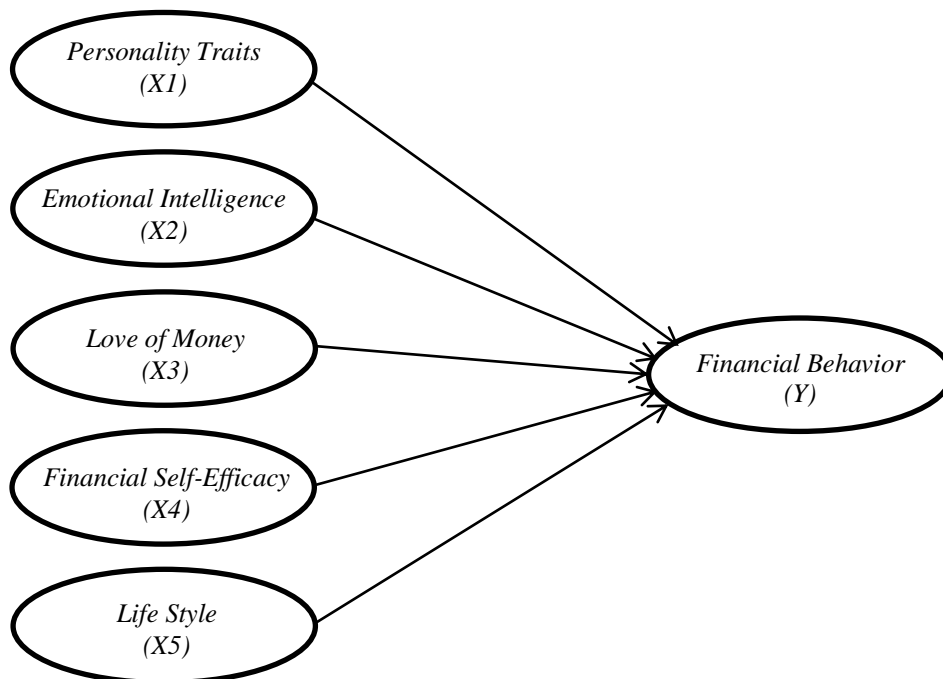 Personality Traits
(X1)
Emotional Intelligence
(X2)
Love of Money
(X3)
Financial Self-Efficacy
(X4)
Life Style
(X5)
Financial Behavior
(Y)